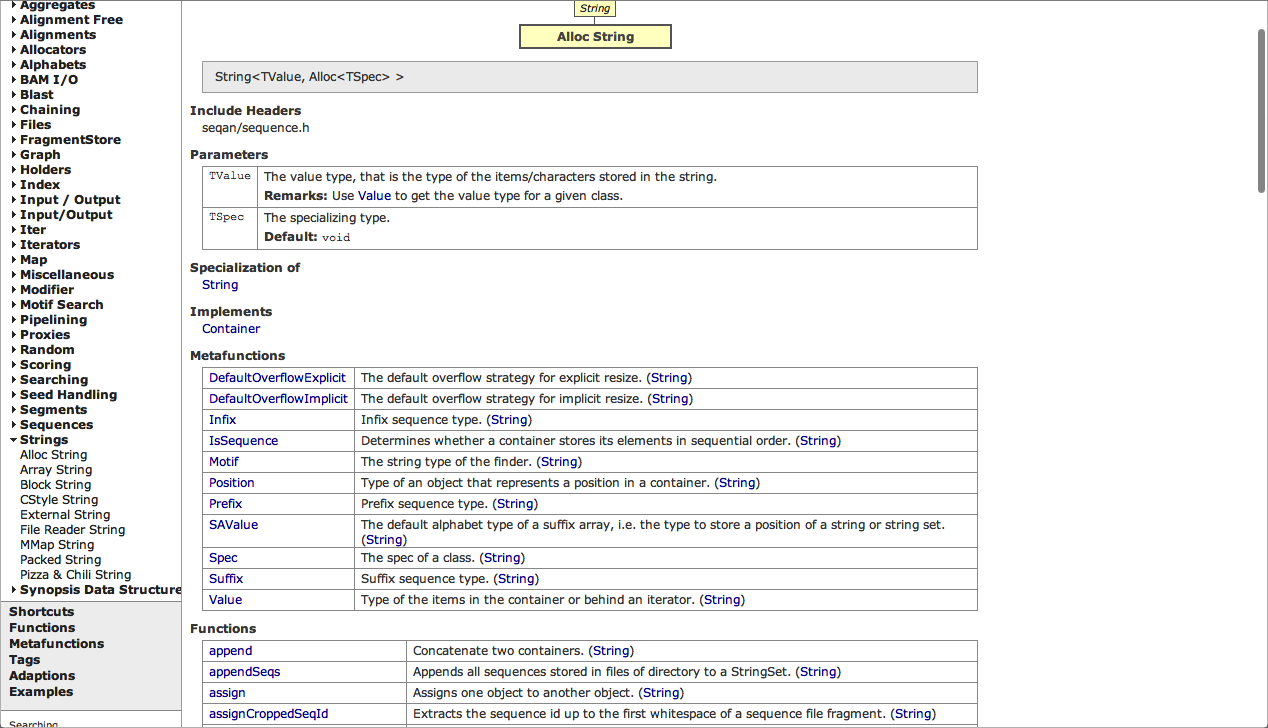 Aggregates
Alignment Free
Alignments
Allocators
Alphabets
BAM I/O
Blast
Chaining
Files
FragmentStore
Graph
Holders
Index
Input / Output
Input/Output
Iter
Iterators
Map
Miscellaneous
Modifier
Motif Search
Pipelining
Proxies
Random
Scoring
Searching
Seed Handling
Segments
Sequences
Strings
Alloc String
Array String
Block String
CStyle String
External String
File Reader String
MMap String
Packed String
Pizza & Chili String
Synopsis Data Structure
Shortcuts
Functions
Metafunctions
Tags
Adaptions
Examples
Searching
String
Alloc String
String<TValue, Alloc<TSpec> >
Include Headers
seqan/sequence.h
Parameters
TValue The value type, that is the type of the items/characters stored in the string.
Remarks: Use Value to get the value type for a given class.
TSpec The specializing type.
Default: void
Specialization of
String
Implements
Container
Metafunctions
DefaultOverflowExplicit The default overflow strategy for explicit resize. (String)
DefaultOverflowImplicit The default overflow strategy for implicit resize. (String)
Infix Infix sequence type. (String)
IsSequence Determines whether a container stores its elements in sequential order. (String)
Motif The string type of the finder. (String)
Position Type of an object that represents a position in a container. (String)
Prefix Prefix sequence type. (String)
SAValue The default alphabet type of a suffix array, i.e. the type to store a position of a string or string set.
(String)
Spec The spec of a class. (String)
Suffix Suffix sequence type. (String)
Value Type of the items in the container or behind an iterator. (String)
Functions
append Concatenate two containers. (String)
appendSeqs Appends all sequences stored in files of directory to a StringSet. (String)
assign Assigns one object to another object. (String)
assignCroppedSeqId Extracts the sequence id up to the first whitespace of a sequence file fragment. (String)